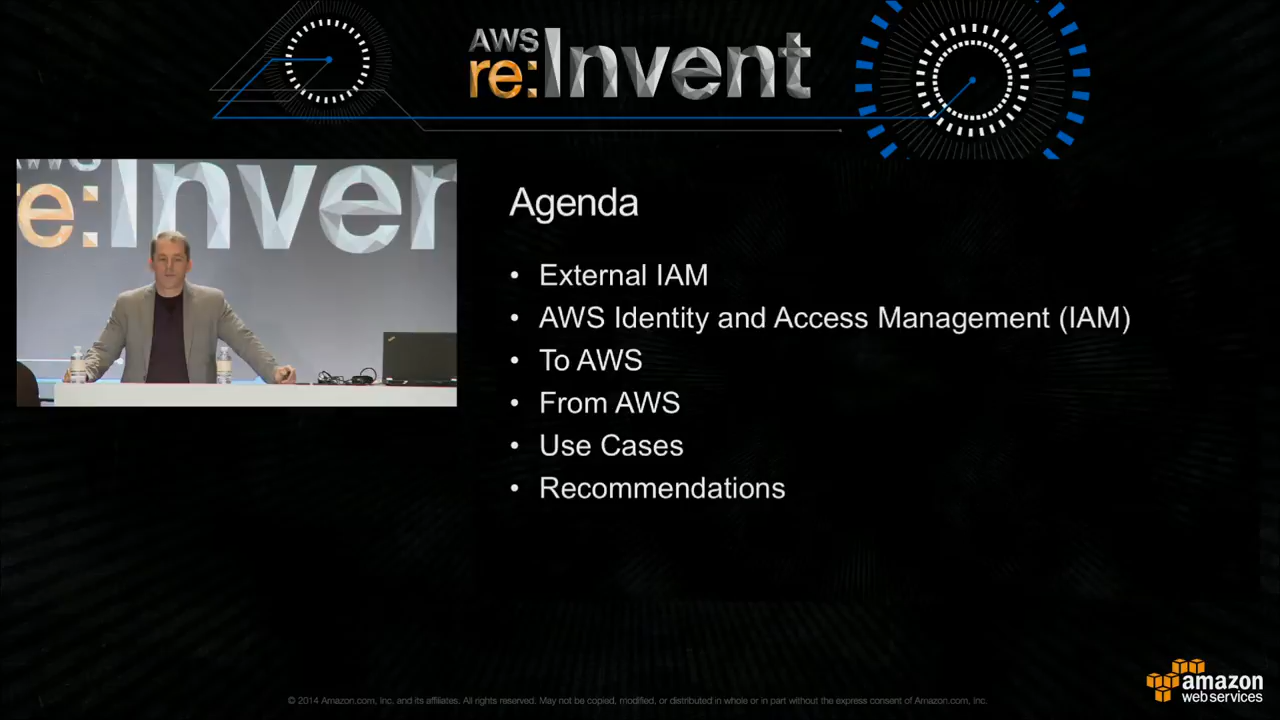 AWS
re:Invent
AWS
re:Inven
Agenda
• External IAM
• AWS Identity and Access Management (IAM)
• To AWS
• From AWS
• Use Cases
• Recommendations
amazon
web services
© 2014 Amazon.com, Inc. and its affiliates. All rights reserved. May not be copied, modified, or distributed in whole or in part without the express consent of Amazon.com, Inc.